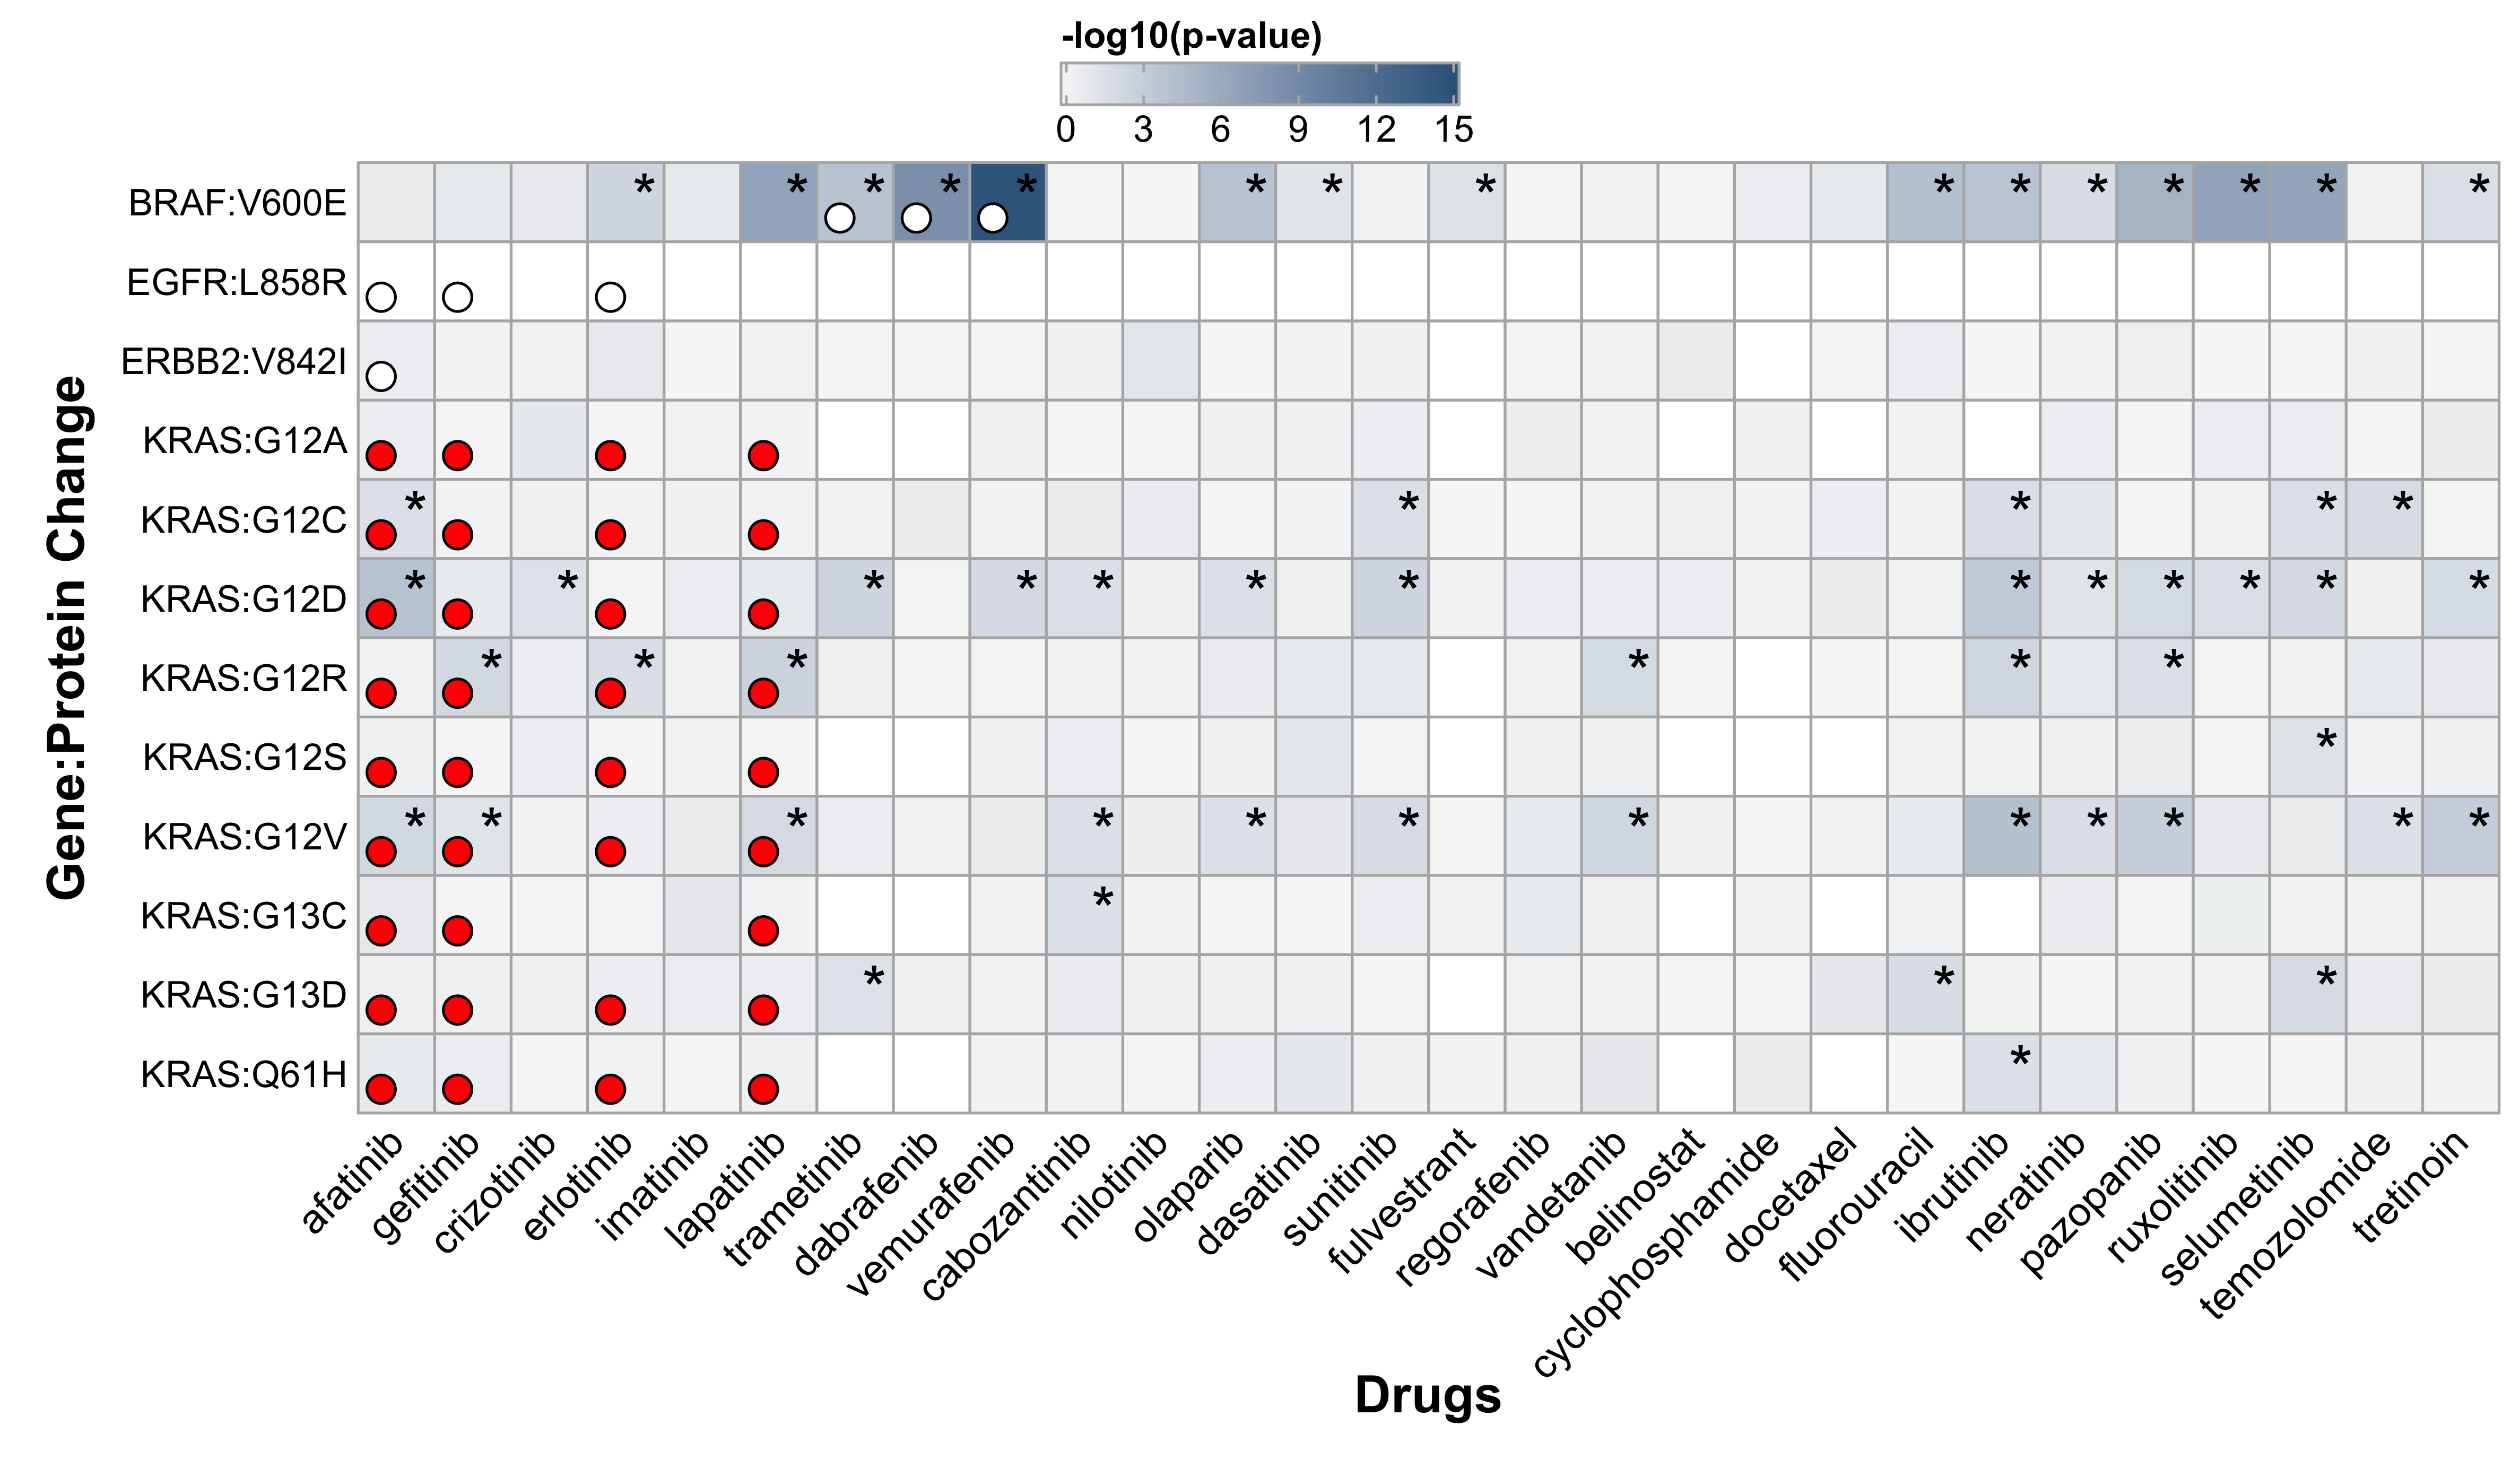 -log10(p-value)
0 3 6 9 12 15
Gene:Protein Change
BRAF:V600E
* * * * * * * * * * * * * * *
EGFR:L858R
ERBB2:V842I
KRAS:G12A
KRAS:G12C
* * * * *
KRAS:G12D
* * * * * * * * * * * * *
KRAS:G12R
* * * * * *
KRAS:G12S
*
KRAS:G12V
* * * * * * * * * * * *
KRAS:G13C
*
KRAS:G13D
* * *
KRAS:Q61H
*
afatinib
gefitinib
crizotinib
erlotinib
imatinib
lapatinib
trametinib
dabrafenib
vemurafenib
cabozantinib
nilotinib
olaparib
dasatinib
sunitinib
fulvestrant
regorafenib
vandetanib
belinostat
cyclophosphamide
docetaxel
fluorouracil
ibrutinib
neratinib
pazopanib
ruxolitinib
selumetinib
temozolomide
tretinoin
Drugs